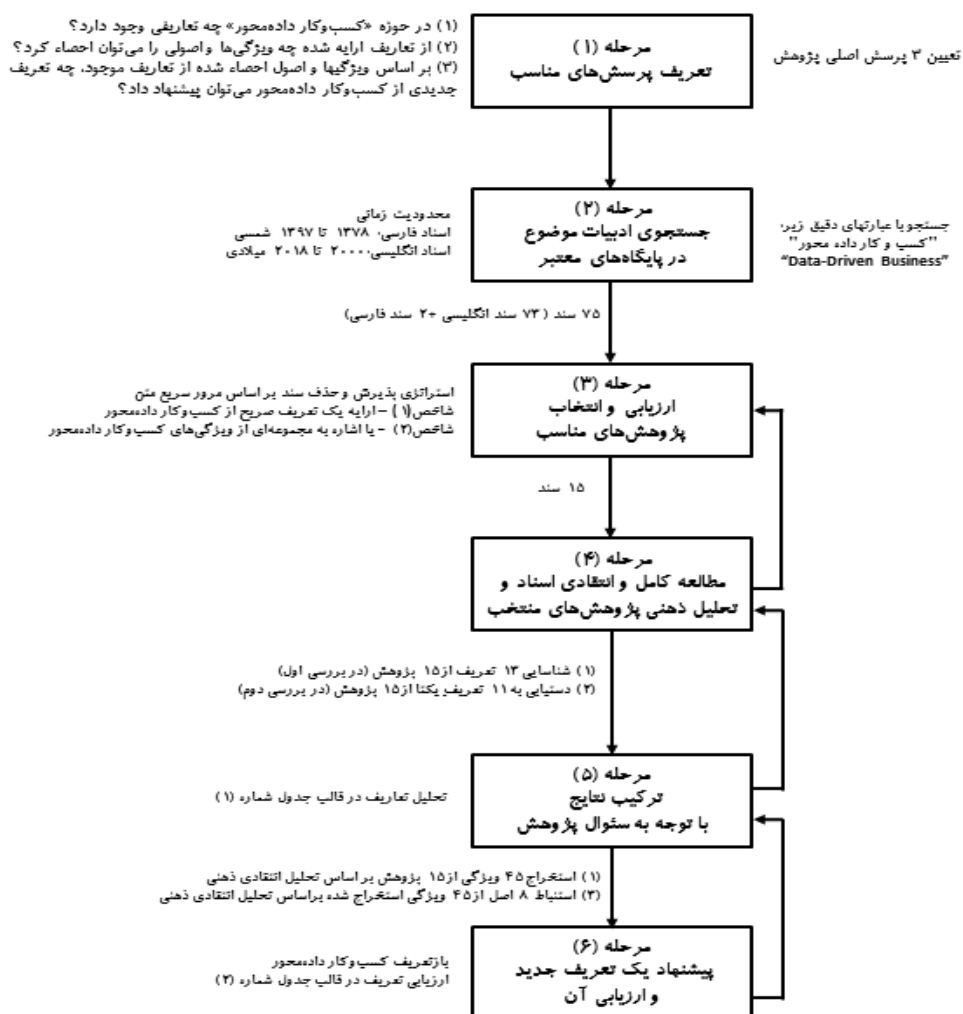 (۱) در حوزه «کسب‌وکار داده‌محور» چه تعاریفی وجود دارد؟
(۲) از تعاریف ارایه شده چه ویژگی‌ها و اصولی را می‌توان احصاء کرد؟
(۳) بر اساس ویژگیها و اصول احصاء شده از تعاریف موجود، چه تعریف
جدیدی از کسب‌وکار داده‌محور می‌توان پیشنهاد داد؟
مرحله (۱)
تعریف پرسش‌های مناسب
تعیین ۳ پرسش اصلی پژوهش
محدودیت زمانی
اسناد فارسی: ۱۳۷۸ تا ۱۳۹۷ شمسی
اسناد انگلیسی: ۲۰۰۰۰ تا ۲۰۱۸ میلادی
مرحله (۲)
جستجوی ادبیات موضوع
در پایگاه‌های معتبر
جستجو با عبارتهای دقیق زیر:
"کسب و کار داده محور"
“Data-Driven Business”
۷۵ سند (۷۳ سند انگلیسی +۲ سند فارسی)
استراتژی پذیرش و حذف سند بر اساس مرور سریع متن
شاخص(۱) – ارایه یک تعریف صریح از کسب‌وکار داده‌محور
شاخص(۲) – یا اشاره به مجموعه‌ای از ویژگی‌های کسب‌وکار داده‌محور
مرحله (۳)
ارزیابی و انتخاب
پژوهش‌های مناسب
۱۵ سند
مرحله (۴)
مطالعه کامل و انتقادی اسناد و
تحلیل ذهنی پژوهش‌های منتخب
(۱) شناسایی ۱۳ تعریف از ۱۵ پژوهش (در بررسی اول)
(۲) دستیابی به ۱۱ تعریف یکتا از ۱۵ پژوهش (در بررسی دوم)
تحلیل تعاریف در قالب جدول شماره (۱)
مرحله (۵)
ترکیب نتایج
با توجه به سئوال پژوهش
(۱) استخراج ۴۵ ویژگی از ۱۵ پژوهش بر اساس تحلیل انتقادی ذهنی
(۲) استنباط ۸ اصل از ۴۵ ویژگی استخراج شده براساس تحلیل انتقادی ذهنی
بازتعریف کسب‌وکار داده‌محور
ارزیابی تعریف در قالب جدول شماره (۲)
مرحله (۶)
پیشنهاد یک تعریف جدید
و ارزیابی آن